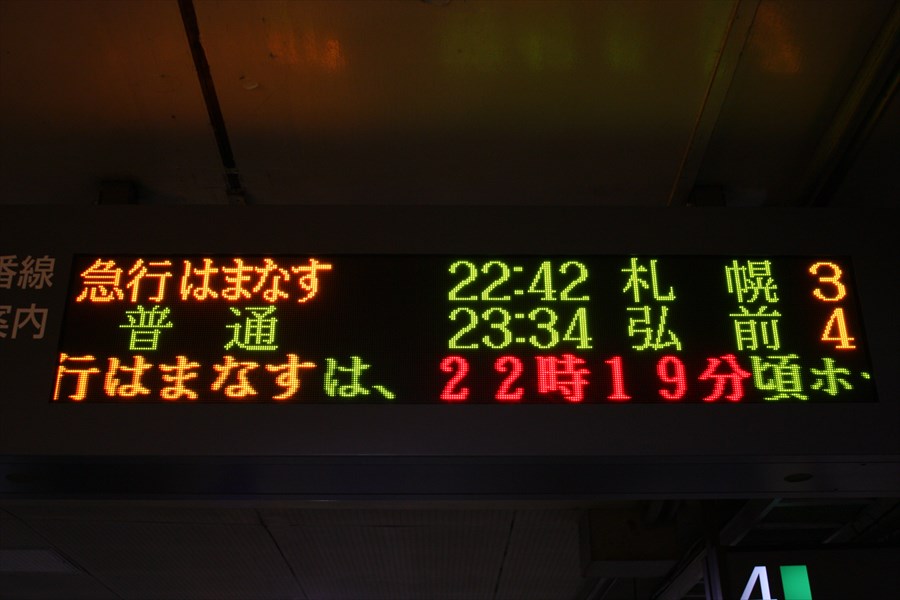 番線
案内
急行はまなす 22:42 札幌 3
普通 23:34 弘前 4
行はまなすは、22時19分頃ホ
4